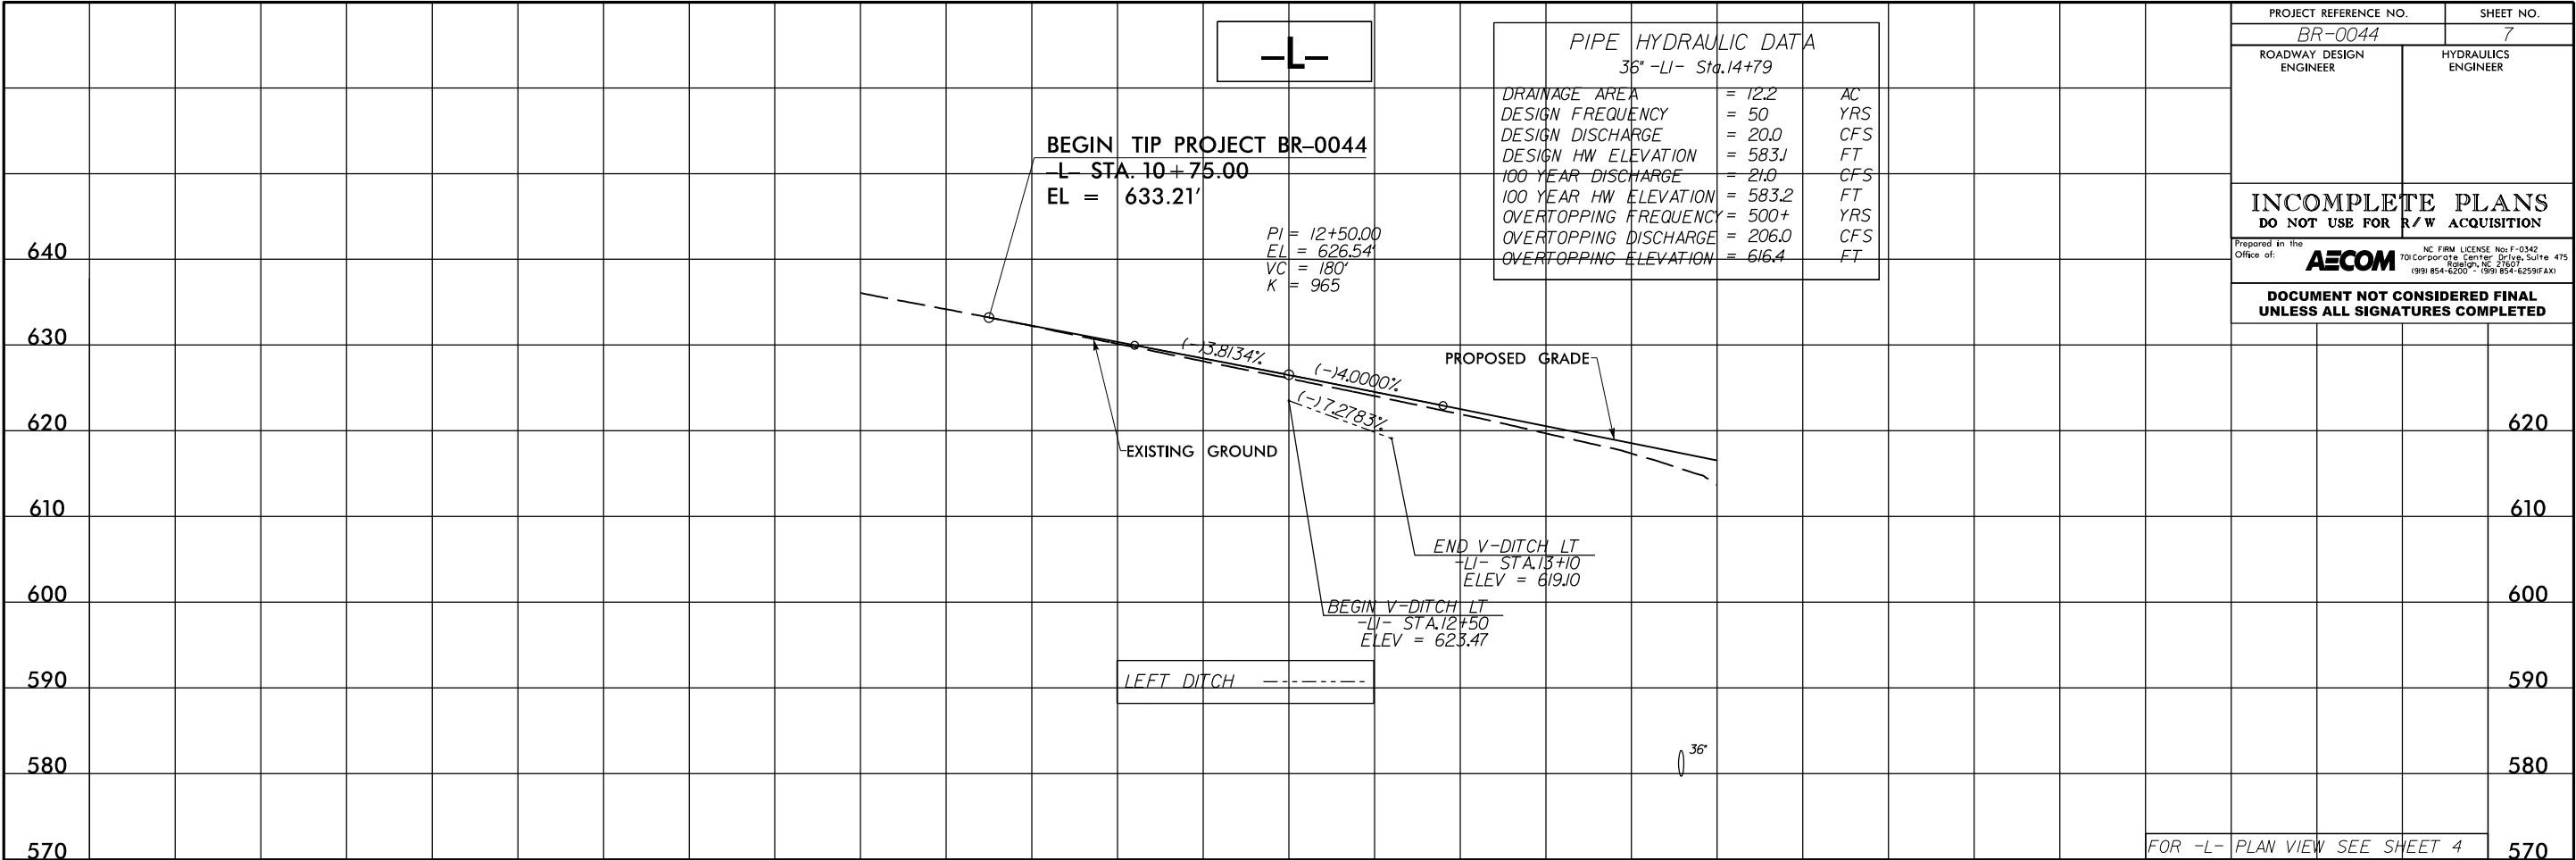 PROJECT REFERENCE NO. SHEET NO.
BR-0044 7
ROADWAY DESIGN ENGINEER
HYDRAULICS ENGINEER
INCOMPLETE PLANS
DO NOT USE FOR R/W ACQUISITION
Prepared in the Office of:
AECOM
NC FIRM LICENSE No: F-0342
701 Corporate Center Drive, Suite 475
Raleigh, NC 27607
(919) 854-6200 - (919) 854-6259(FAX)
DOCUMENT NOT CONSIDERED FINAL
UNLESS ALL SIGNATURES COMPLETED
-L-
PIPE HYDRAULIC DATA
36" -L1- Sta. 14+79
DRAINAGE AREA = 12.2 AC
DESIGN FREQUENCY = 50 YRS
DESIGN DISCHARGE = 20.0 CFS
DESIGN HW ELEVATION = 583.1 FT
100 YEAR DISCHARGE = 21.0 CFS
100 YEAR HW ELEVATION = 583.2 FT
OVERTOPPING FREQUENCY = 500+ YRS
OVERTOPPING DISCHARGE = 206.0 CFS
OVERTOPPING ELEVATION = 616.4 FT
BEGIN TIP PROJECT BR-0044
-L- STA. 10+75.00
EL = 633.21'
PI = 12+50.00
EL = 626.54'
VC = 180'
K = 965
(-)3.8134%
(-)4.0000%
(-)7.2783%
PROPOSED GRADE
EXISTING GROUND
END V-DITCH LT
-L1- STA.13+10
ELEV = 619.10
BEGIN V-DITCH LT
-L1- STA.12+50
ELEV = 623.47
LEFT DITCH
36"
640
630
620 620
610 610
600 600
590 590
580 580
570 570
FOR -L- PLAN VIEW SEE SHEET 4